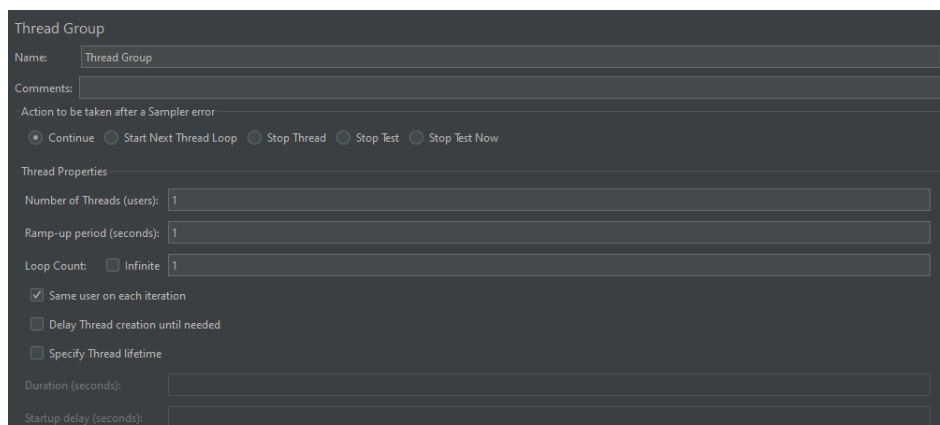 Thread Group
Name: Thread Group
Comments:
Action to be taken after a Sampler error
Continue Start Next Thread Loop Stop Thread Stop Test Stop Test Now
Thread Properties
Number of Threads (users): 1
Ramp-up period (seconds): 1
Loop Count: Infinite 1
Same user on each iteration
Delay Thread creation until needed
Specify Thread lifetime
Duration (seconds):
Startup delay (seconds):